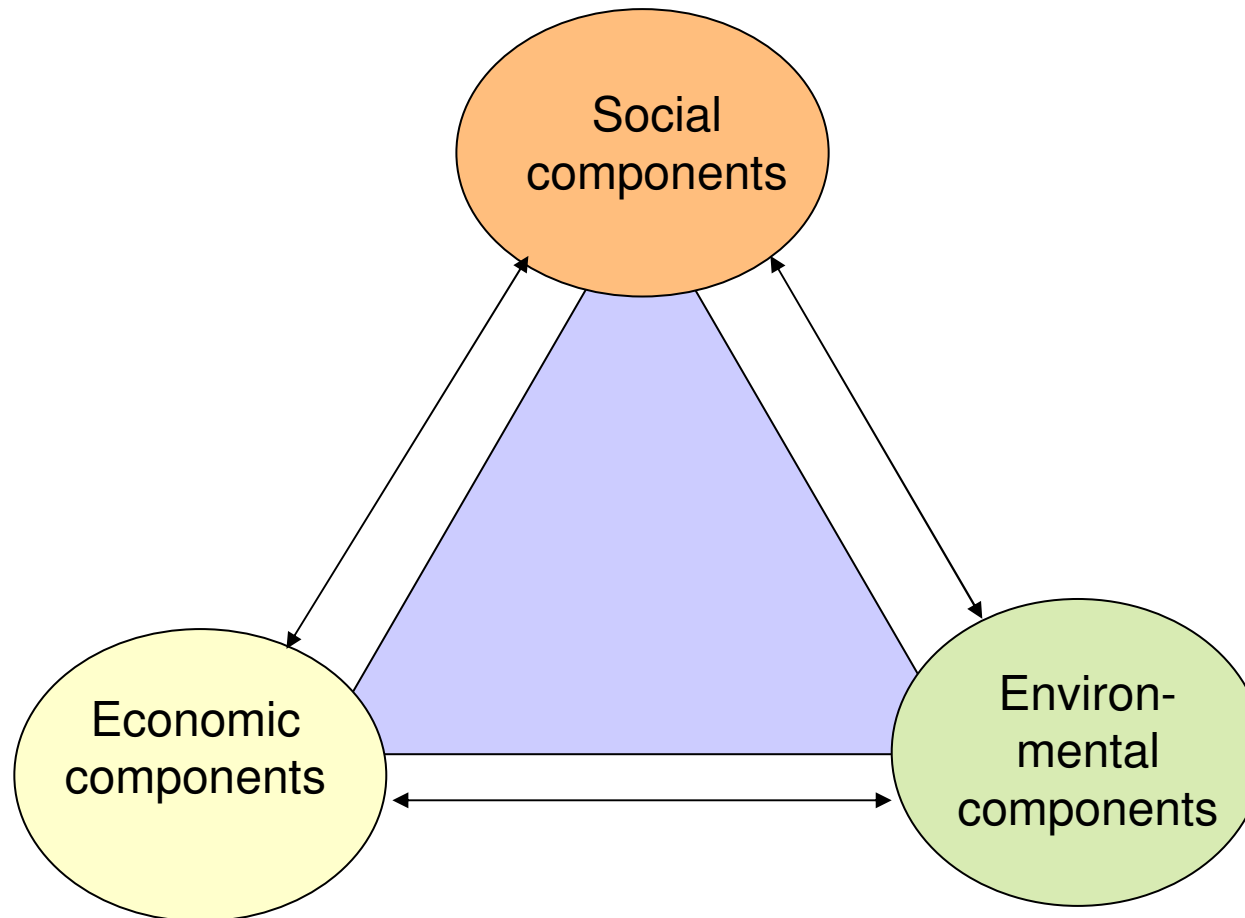 Social
components
Economic
components
Environ-
mental
components